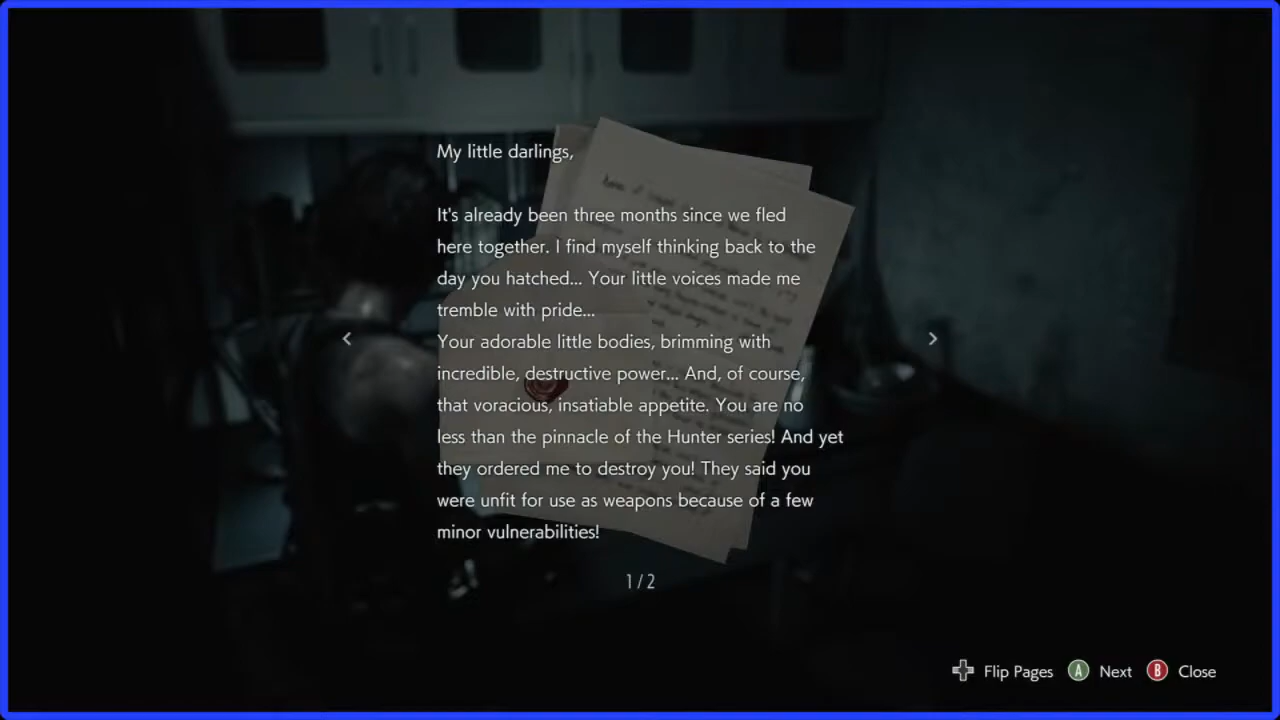 My little darlings,
It's already been three months since we fled
here together. I find myself thinking back to the
day you hatched... Your little voices made me
tremble with pride...
Your adorable little bodies, brimming with
incredible, destructive power... And, of course,
that voracious, insatiable appetite. You are no
less than the pinnacle of the Hunter series! And yet
they ordered me to destroy you! They said you
were unfit for use as weapons because of a few
minor vulnerabilities!
1 / 2
Flip Pages A Next B Close